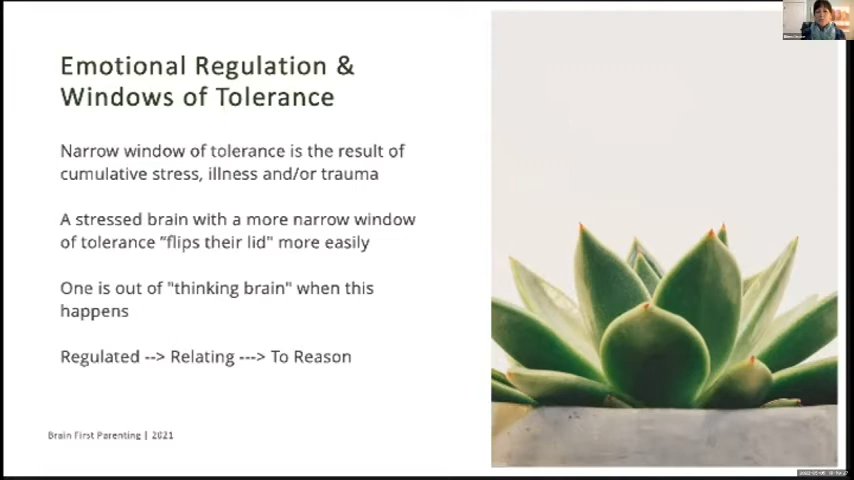 Emotional Regulation &
Windows of Tolerance
Narrow window of tolerance is the result of
cumulative stress, illness and/or trauma
A stressed brain with a more narrow window
of tolerance "flips their lid" more easily
One is out of "thinking brain" when this
happens
Regulated --> Relating ---> To Reason
Brain First Parenting | 2021